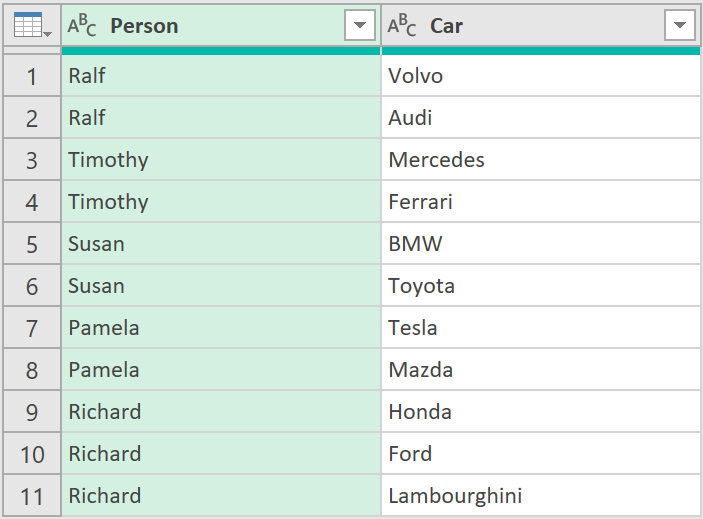 ABC Person ABC Car
1 Ralf Volvo
2 Ralf Audi
3 Timothy Mercedes
4 Timothy Ferrari
5 Susan BMW
6 Susan Toyota
7 Pamela Tesla
8 Pamela Mazda
9 Richard Honda
10 Richard Ford
11 Richard Lambourghini